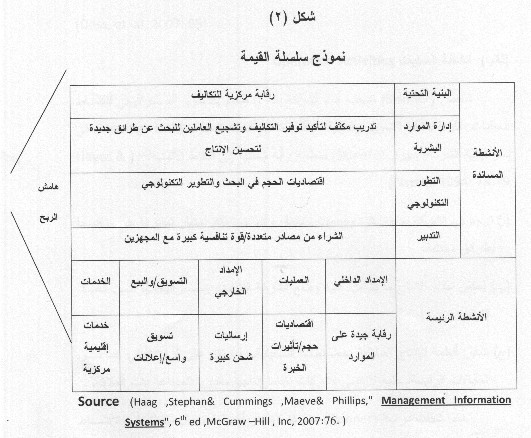 شكل (٢)
نموذج سلسلة القيمة
البنية التحتية
رقابة مركزية للتكاليف
الأنشطة
المساندة
إدارة الموارد
البشرية
تدريب مكثف لتأكيد توفير التكاليف وتشجيع العاملين للبحث عن طرائق جديدة
لتحسين الإنتاج
التطور
التكنولوجي
اقتصاديات الحجم في البحث والتطوير التكنولوجي
التدبير
الشراء من مصادر متعددة/قوة تنافسية كبيرة مع المجهزين
هامش
الربح
الأنشطة الرئيسة
الإمداد الداخلي
العمليات
الإمداد
الخارجي
التسويق/والبيع
الخدمات
رقابة جيدة على
الموارد
اقتصاديات
حجم/تأثيرات
الخبرة
إرساليات
شحن كبيرة
تسويق
واسع/إعلانات
خدمات
إقليمية
مركزية
Source (Haag ,Stephan& Cummings ,Maeve& Phillips," Management Information
Systems", 6th ed ,McGraw –Hill , Inc, 2007:76. )